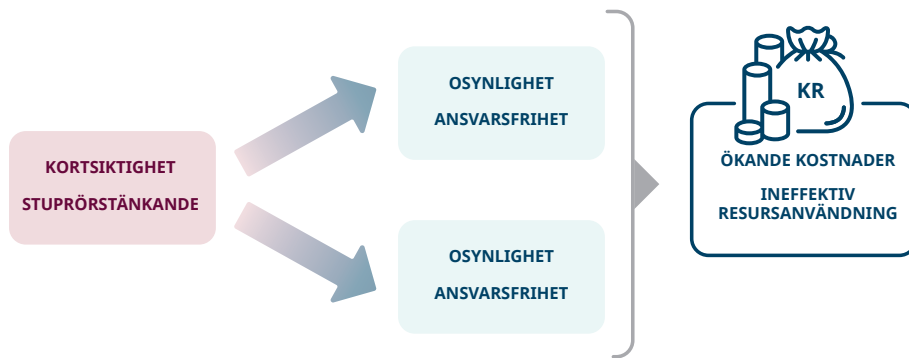 KORTSIKTIGHET
STUPRÖRSTÄNKANDE
OSYNLIGHET
ANSVARSFRIHET
OSYNLIGHET
ANSVARSFRIHET
KR
ÖKANDE KOSTNADER
INEFFEKTIV
RESURSANVÄNDNING